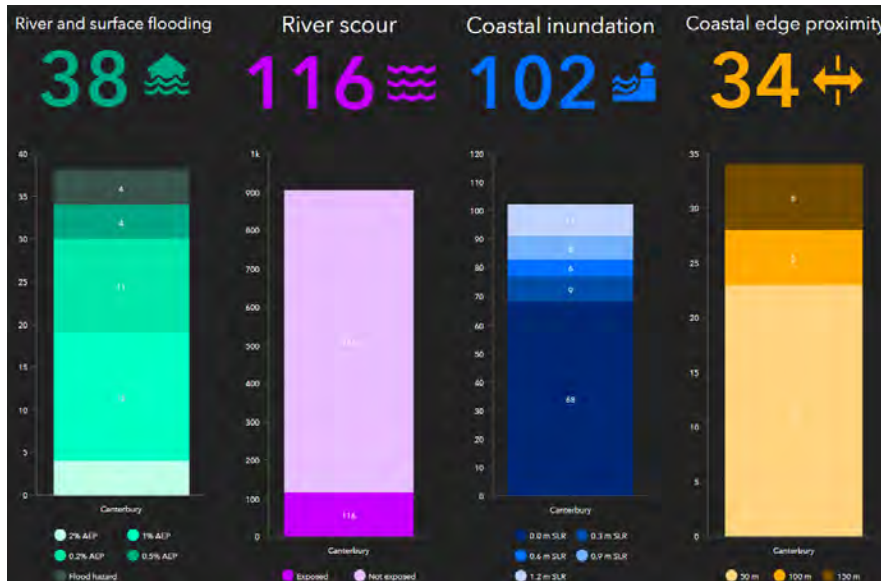 River and surface flooding
38
40
35
30
25
20
15
10
5
0
4
4
11
Canterbury
2% AEP
1% AEP
0.2% AEP
0.5% AEP
Flood hazard
River scour
116
1k
900
800
700
600
500
400
300
200
100
0
116
Canterbury
Exposed
Not exposed
Coastal inundation
102
120
110
100
90
80
70
60
50
40
30
20
10
0
11
8
6
9
68
Canterbury
0.0 m SLR
0.3 m SLR
0.6 m SLR
0.9 m SLR
1.2 m SLR
Coastal edge proximity
34
35
30
25
20
15
10
5
0
5
Canterbury
50 m
100 m
150 m